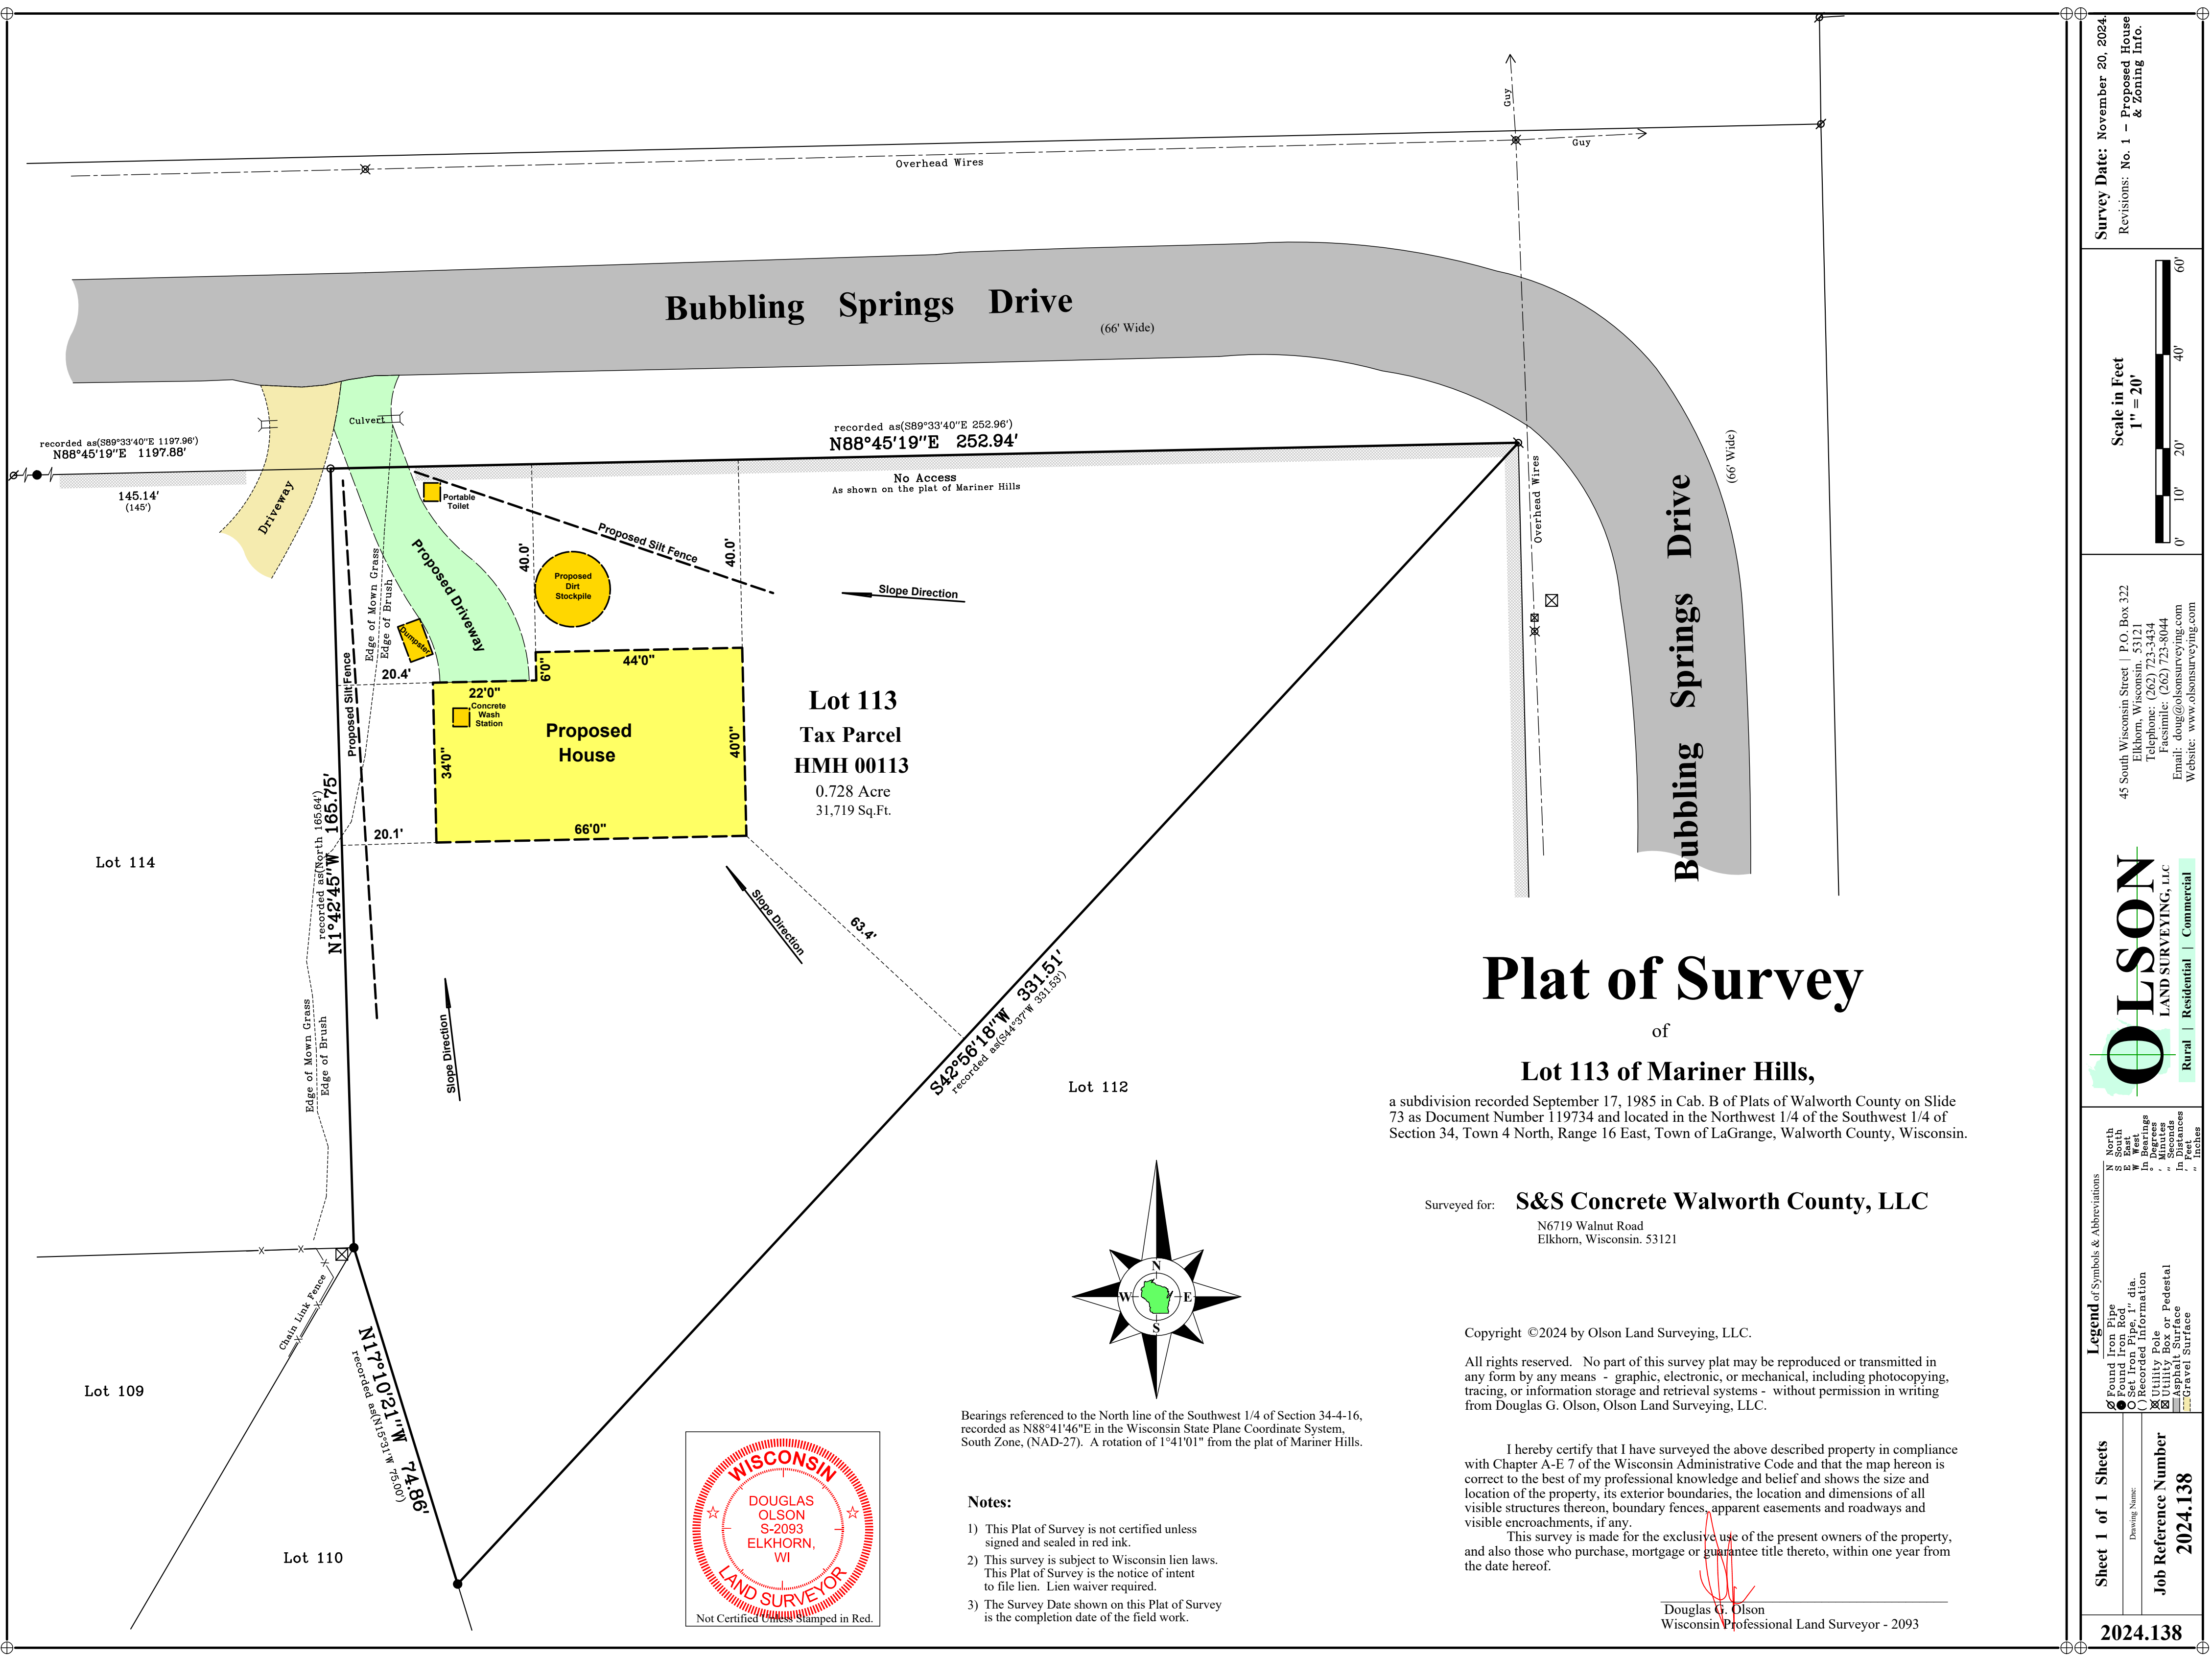 Guy
Guy
Overhead Wires
Bubbling Springs Drive
(66' Wide)
Culvert
recorded as(S89°33'40"E 1197.96')
N88°45'19"E 1197.88'
145.14'
(145')
Driveway
recorded as(S89°33'40"E 252.96')
N88°45'19"E 252.94'
No Access
As shown on the plat of Mariner Hills
Portable
Toilet
Proposed Silt Fence
Proposed Driveway
40.0'
40.0'
Proposed
Dirt
Stockpile
Slope Direction
Edge of Mown Grass
Edge of Brush
Dumpster
Proposed Silt Fence
20.4'
22'0"
6'0"
44'0"
Concrete
Wash
Station
Proposed
House
34'0"
40'0"
66'0"
20.1'
Lot 113
Tax Parcel
HMH 00113
0.728 Acre
31,719 Sq.Ft.
recorded as(North 165.64')
N1°42'45"W 165.75'
Lot 114
Slope Direction
63.4'
Slope Direction
Edge of Mown Grass
Edge of Brush
S42°56'18"W 331.51'
recorded as(S44°37'W 331.53')
Lot 112
Chain Link Fence
N17°10'21"W 74.86'
recorded as(N15°31'W 75.00')
Lot 109
Lot 110
Overhead Wires
(66' Wide)
Bubbling Springs Drive
Plat of Survey
of
Lot 113 of Mariner Hills,
a subdivision recorded September 17, 1985 in Cab. B of Plats of Walworth County on Slide
73 as Document Number 119734 and located in the Northwest 1/4 of the Southwest 1/4 of
Section 34, Town 4 North, Range 16 East, Town of LaGrange, Walworth County, Wisconsin.
Surveyed for: S&S Concrete Walworth County, LLC
N6719 Walnut Road
Elkhorn, Wisconsin. 53121
N
W
E
S
Bearings referenced to the North line of the Southwest 1/4 of Section 34-4-16,
recorded as N88°41'46"E in the Wisconsin State Plane Coordinate System,
South Zone, (NAD-27). A rotation of 1°41'01" from the plat of Mariner Hills.
Notes:
1) This Plat of Survey is not certified unless
signed and sealed in red ink.
2) This survey is subject to Wisconsin lien laws.
This Plat of Survey is the notice of intent
to file lien. Lien waiver required.
3) The Survey Date shown on this Plat of Survey
is the completion date of the field work.
WISCONSIN
DOUGLAS
OLSON
S-2093
ELKHORN,
WI
LAND SURVEYOR
Not Certified Unless Stamped in Red.
Copyright ©2024 by Olson Land Surveying, LLC.
All rights reserved. No part of this survey plat may be reproduced or transmitted in
any form by any means - graphic, electronic, or mechanical, including photocopying,
tracing, or information storage and retrieval systems - without permission in writing
from Douglas G. Olson, Olson Land Surveying, LLC.
I hereby certify that I have surveyed the above described property in compliance
with Chapter A-E 7 of the Wisconsin Administrative Code and that the map hereon is
correct to the best of my professional knowledge and belief and shows the size and
location of the property, its exterior boundaries, the location and dimensions of all
visible structures thereon, boundary fences, apparent easements and roadways and
visible encroachments, if any.
This survey is made for the exclusive use of the present owners of the property,
and also those who purchase, mortgage or guarantee title thereto, within one year from
the date hereof.
Douglas G. Olson
Wisconsin Professional Land Surveyor - 2093
Survey Date: November 20, 2024.
Revisions: No. 1 - Proposed House
& Zoning Info.
Scale in Feet
1" = 20'
0' 10' 20' 40' 60'
45 South Wisconsin Street | P.O. Box 322
Elkhorn, Wisconsin. 53121
Telephone: (262) 723-3434
Facsimile: (262) 723-8044
Email: doug@olsonsurveying.com
Website: www.olsonsurveying.com
OLSON
LAND SURVEYING, LLC
Rural | Residential | Commercial
Legend of Symbols & Abbreviations
Found Iron Pipe
Found Iron Rod
Set Iron Pipe, 1" dia.
( ) Recorded Information
Utility Pole
Utility Box or Pedestal
Asphalt Surface
Gravel Surface
N North
S South
E East
W West
In Bearings
° Degrees
' Minutes
" Seconds
In Distances
' Feet
" Inches
Sheet 1 of 1 Sheets
Drawing Name:
Job Reference Number
2024.138
2024.138